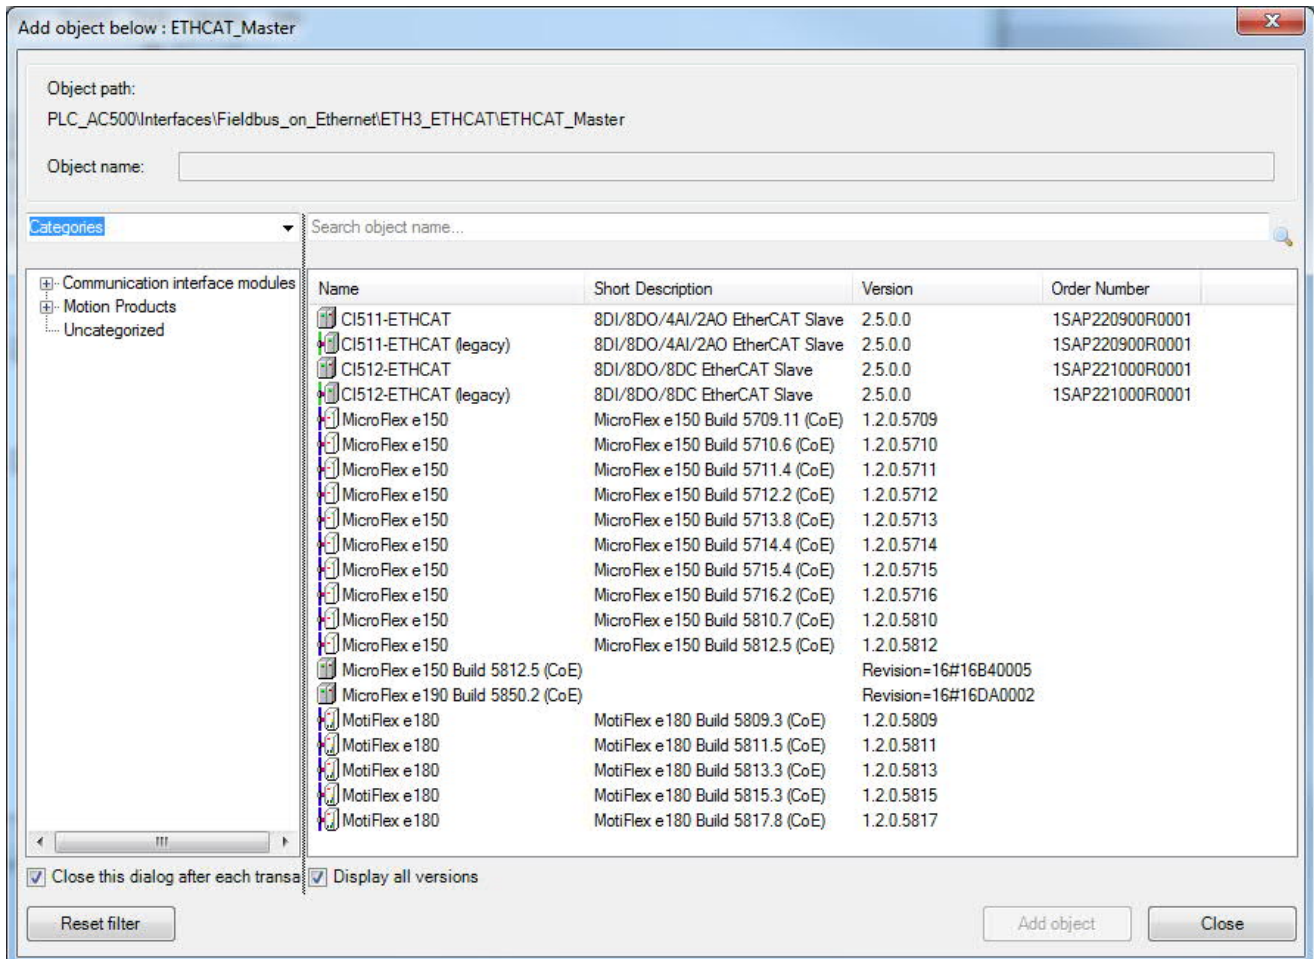 Add object below : ETHCAT_Master
Object path:
PLC_AC500\Interfaces\Fieldbus_on_Ethernet\ETH3_ETHCAT\ETHCAT_Master
Object name:
Categories Search object name...
Communication interface modules
Motion Products
Uncategorized
Name Short Description Version Order Number
CI511-ETHCAT 8DI/8DO/4AI/2AO EtherCAT Slave 2.5.0.0 1SAP220900R0001
CI511-ETHCAT (legacy) 8DI/8DO/4AI/2AO EtherCAT Slave 2.5.0.0 1SAP220900R0001
CI512-ETHCAT 8DI/8DO/8DC EtherCAT Slave 2.5.0.0 1SAP221000R0001
CI512-ETHCAT (legacy) 8DI/8DO/8DC EtherCAT Slave 2.5.0.0 1SAP221000R0001
MicroFlex e150 MicroFlex e150 Build 5709.11 (CoE) 1.2.0.5709
MicroFlex e150 MicroFlex e150 Build 5710.6 (CoE) 1.2.0.5710
MicroFlex e150 MicroFlex e150 Build 5711.4 (CoE) 1.2.0.5711
MicroFlex e150 MicroFlex e150 Build 5712.2 (CoE) 1.2.0.5712
MicroFlex e150 MicroFlex e150 Build 5713.8 (CoE) 1.2.0.5713
MicroFlex e150 MicroFlex e150 Build 5714.4 (CoE) 1.2.0.5714
MicroFlex e150 MicroFlex e150 Build 5715.4 (CoE) 1.2.0.5715
MicroFlex e150 MicroFlex e150 Build 5716.2 (CoE) 1.2.0.5716
MicroFlex e150 MicroFlex e150 Build 5810.7 (CoE) 1.2.0.5810
MicroFlex e150 MicroFlex e150 Build 5812.5 (CoE) 1.2.0.5812
MicroFlex e150 Build 5812.5 (CoE) Revision=16#16B40005
MicroFlex e190 Build 5850.2 (CoE) Revision=16#16DA0002
MotiFlex e180 MotiFlex e180 Build 5809.3 (CoE) 1.2.0.5809
MotiFlex e180 MotiFlex e180 Build 5811.5 (CoE) 1.2.0.5811
MotiFlex e180 MotiFlex e180 Build 5813.3 (CoE) 1.2.0.5813
MotiFlex e180 MotiFlex e180 Build 5815.3 (CoE) 1.2.0.5815
MotiFlex e180 MotiFlex e180 Build 5817.8 (CoE) 1.2.0.5817
Close this dialog after each transa Display all versions
Reset filter Add object Close